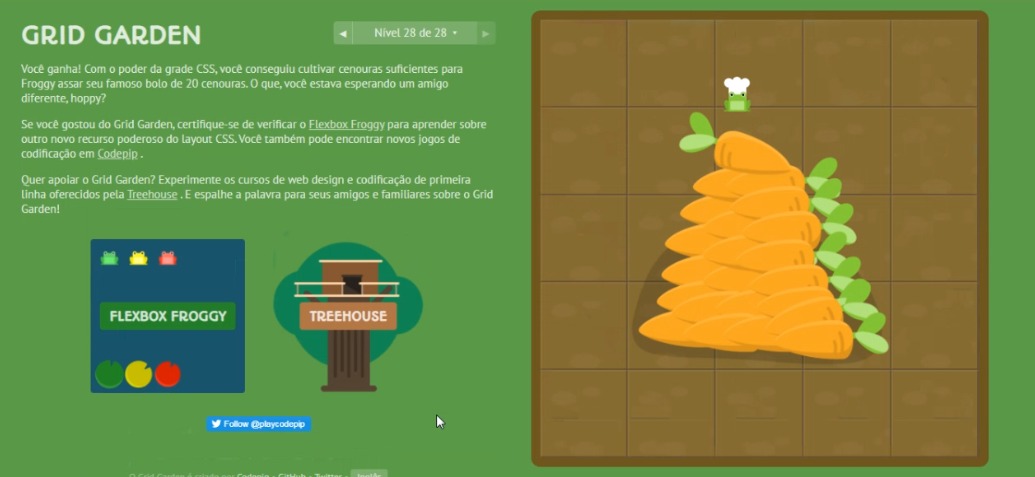 GRID GARDEN
◀ Nível 28 de 28 ▾ ▶
Você ganha! Com o poder da grade CSS, você conseguiu cultivar cenouras suficientes para
Froggy assar seu famoso bolo de 20 cenouras. O que, você estava esperando um amigo
diferente, hoppy?
Se você gostou do Grid Garden, certifique-se de verificar o Flexbox Froggy para aprender sobre
outro novo recurso poderoso do layout CSS. Você também pode encontrar novos jogos de
codificação em Codepip .
Quer apoiar o Grid Garden? Experimente os cursos de web design e codificação de primeira
linha oferecidos pela Treehouse . E espalhe a palavra para seus amigos e familiares sobre o Grid
Garden!
FLEXBOX FROGGY
TREEHOUSE
Follow @playcodepip
O Grid Garden é criado por Codepip • GitHub • Twitter • Inglês